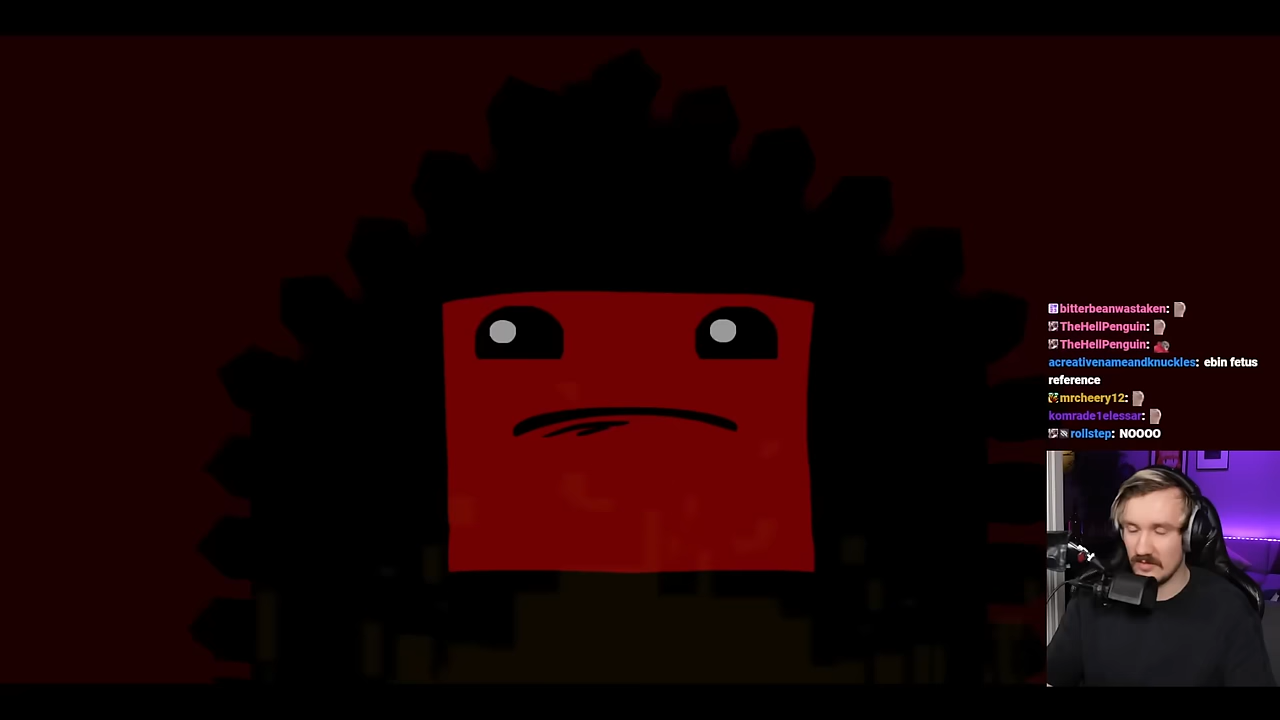 bitterbeanwastaken:
TheHellPenguin:
TheHellPenguin:
acreativenameandknuckles: ebin fetus
reference
mrcheery12:
komrade1elessar:
rollstep: NOOOO